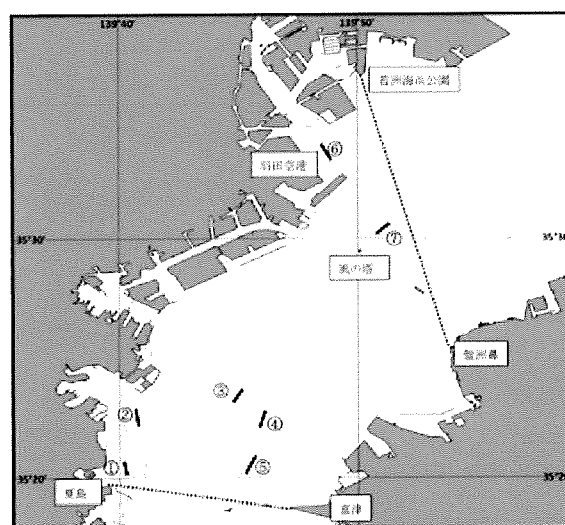 139°40'
139°50'
若洲海浜公園
⑥
羽田空港
⑦
35°30'
35°30'
風の塔
盤洲鼻
③
②
④
①
⑤
35°20'
35°20'
夏島
富津